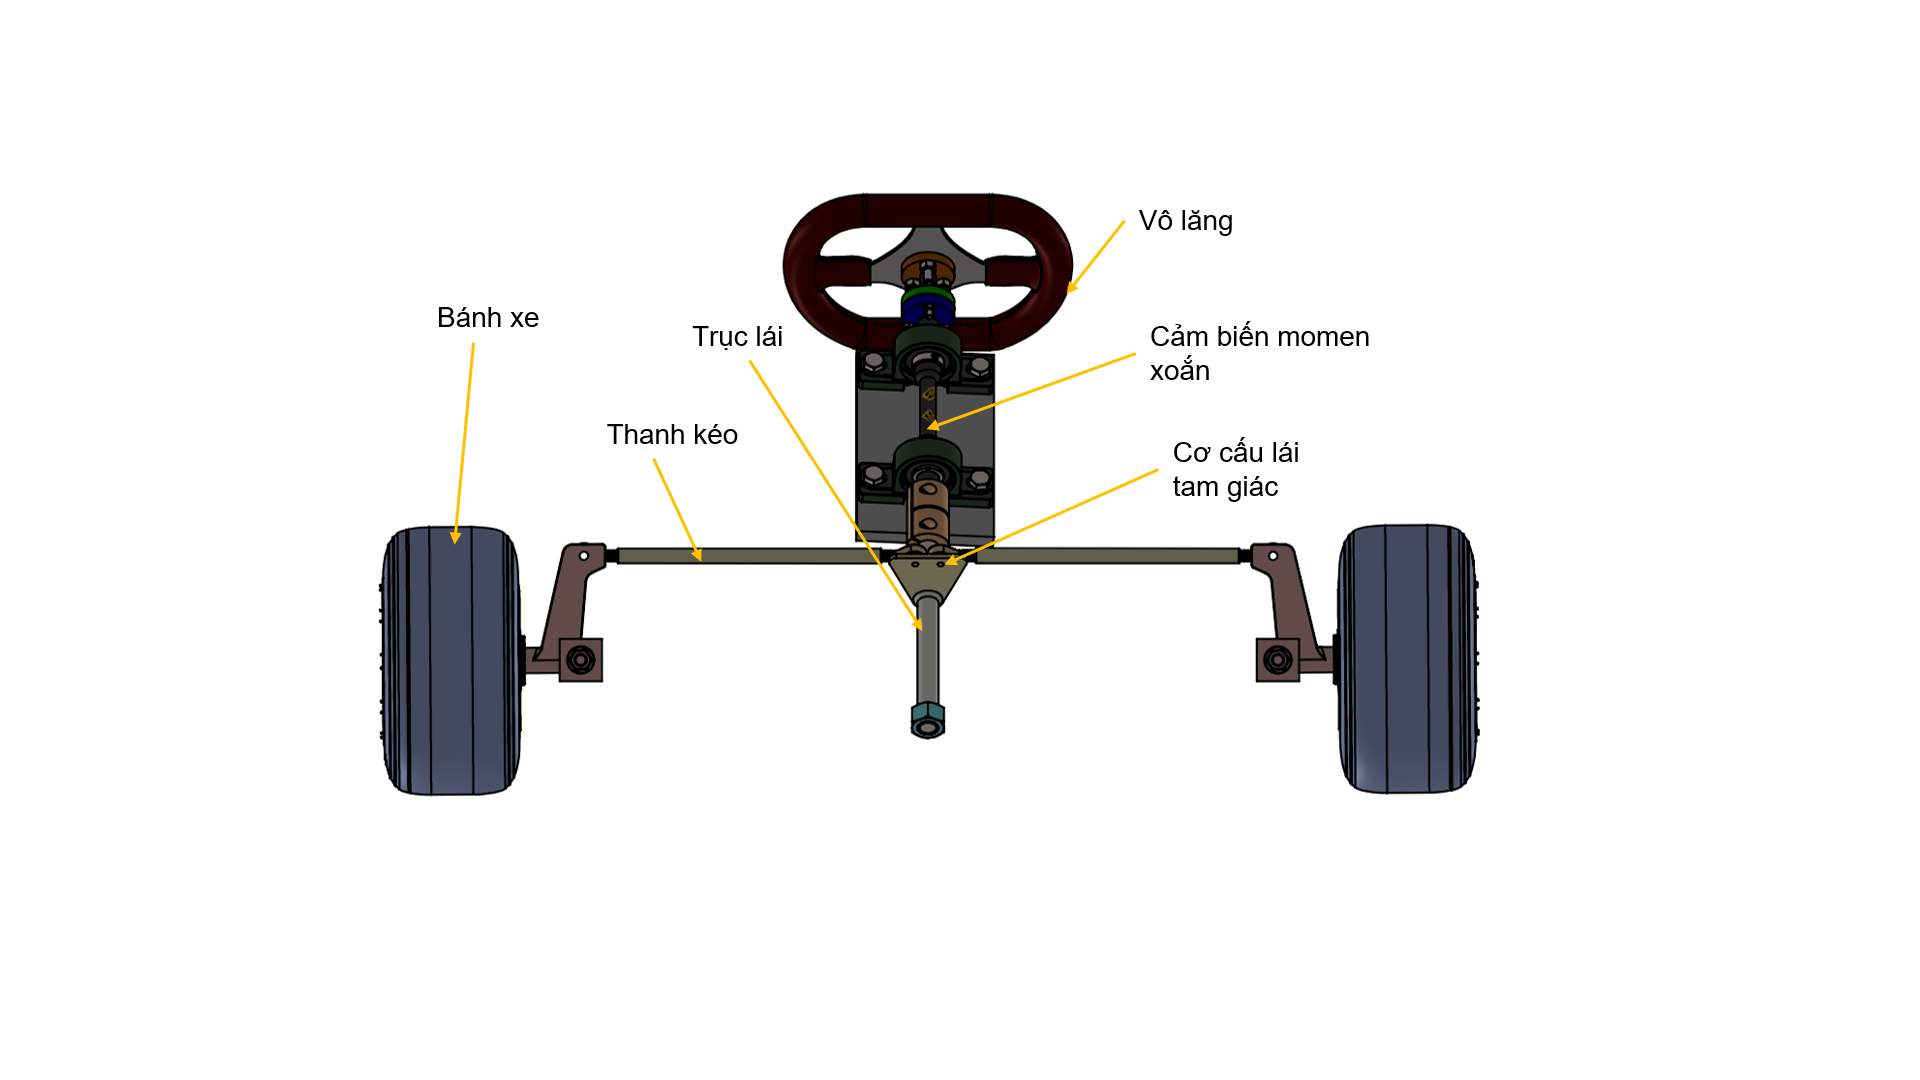 Vô lăng
Bánh xe
Trục lái
Cảm biến momen
xoắn
Thanh kéo
Cơ cấu lái
tam giác